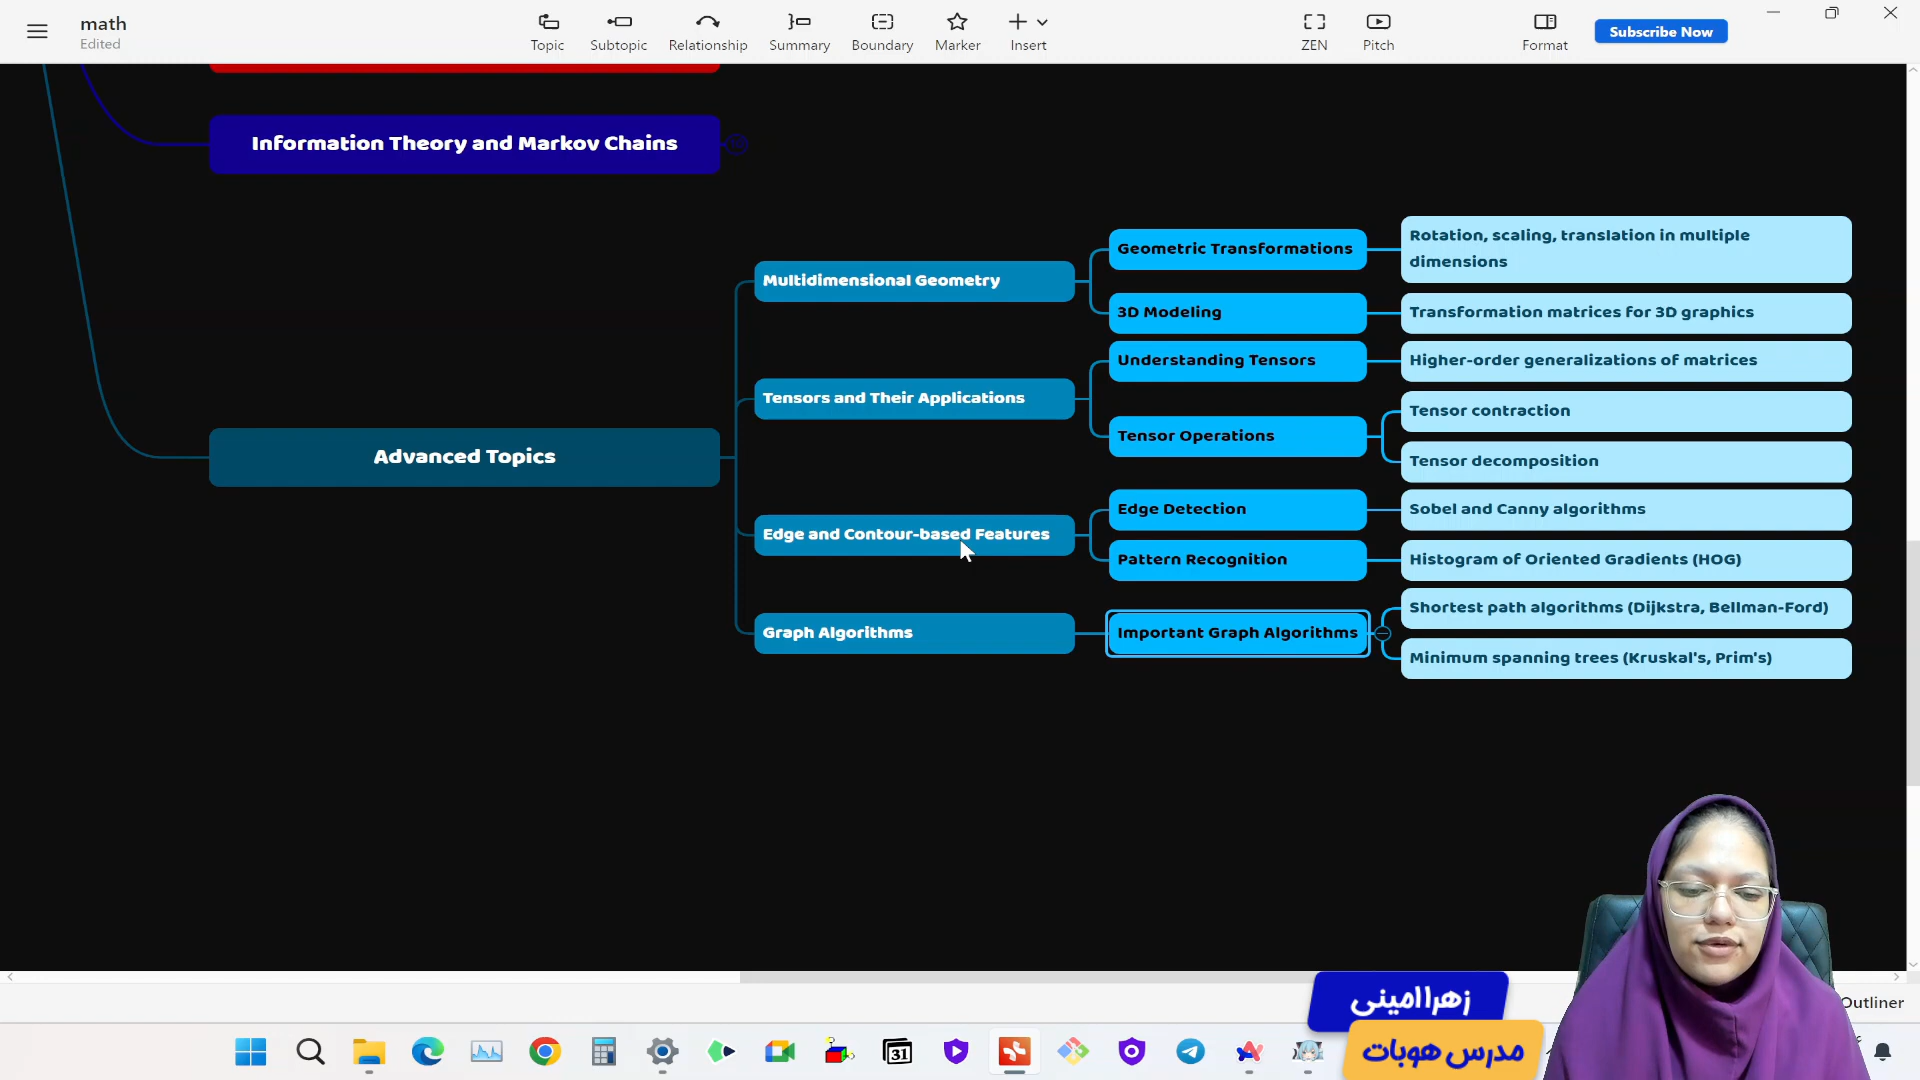 math
Edited
Topic
Subtopic
Relationship
Summary
Boundary
Marker
Insert
ZEN
Pitch
Format
Subscribe Now
Information Theory and Markov Chains
Advanced Topics
Multidimensional Geometry
Geometric Transformations
Rotation, scaling, translation in multiple
dimensions
3D Modeling
Transformation matrices for 3D graphics
Tensors and Their Applications
Understanding Tensors
Higher-order generalizations of matrices
Tensor Operations
Tensor contraction
Tensor decomposition
Edge and Contour-based Features
Edge Detection
Sobel and Canny algorithms
Pattern Recognition
Histogram of Oriented Gradients (HOG)
Graph Algorithms
Important Graph Algorithms
Shortest path algorithms (Dijkstra, Bellman-Ford)
Minimum spanning trees (Kruskal's, Prim's)
Outliner
زهرا امینی
مدرس هوبات
31